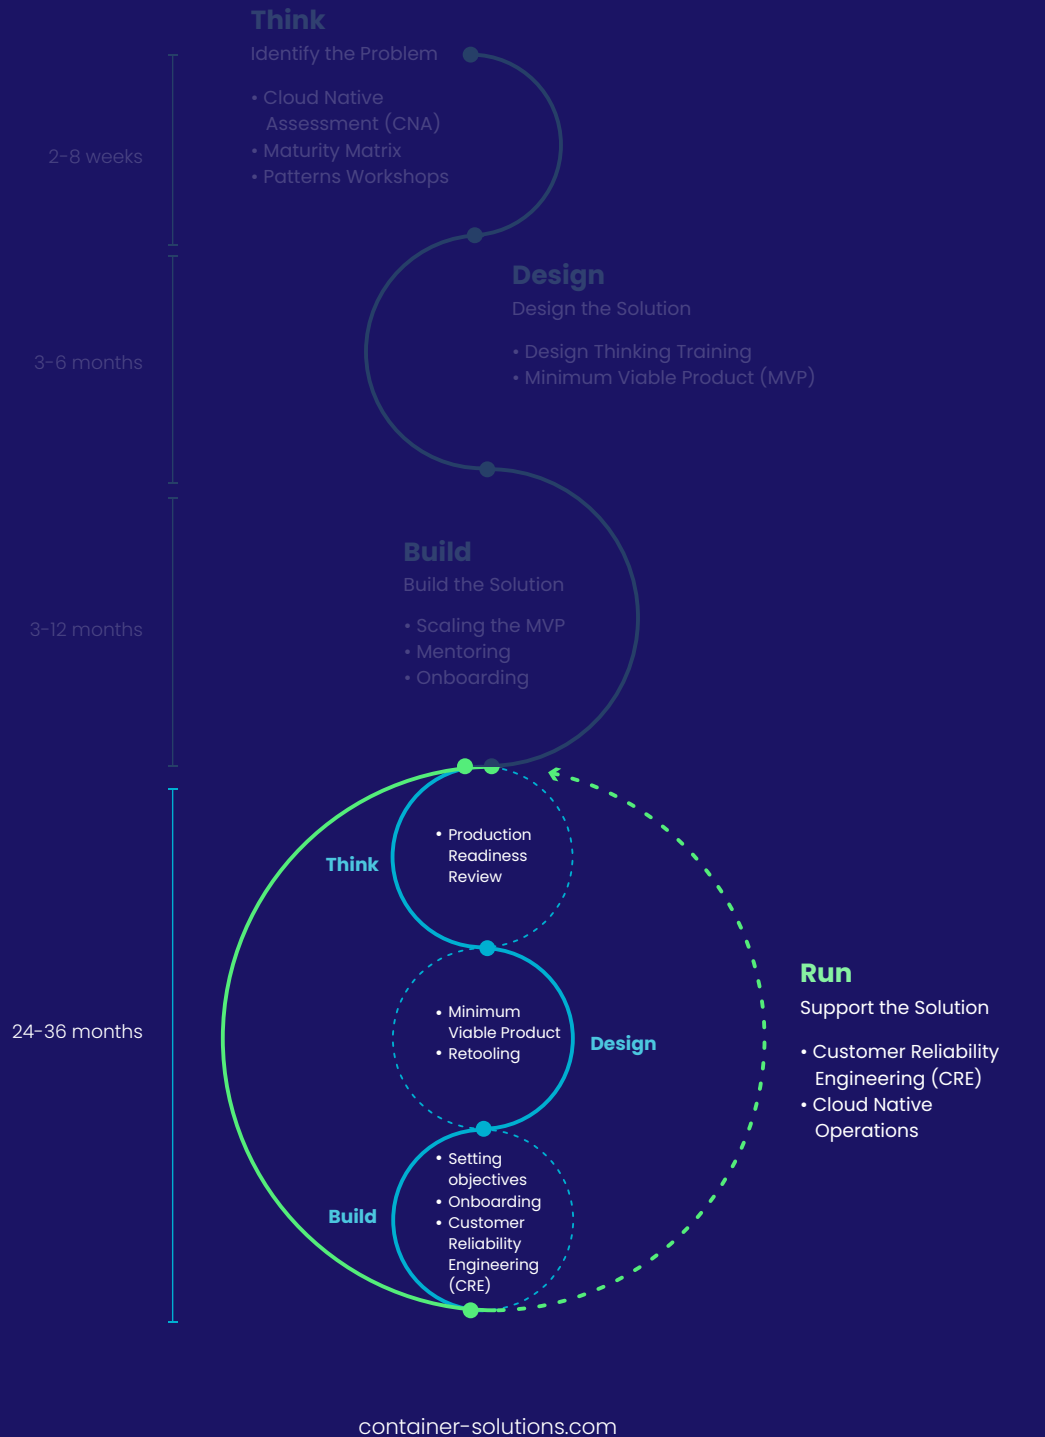 Think
Identify the Problem
• Cloud Native
Assessment (CNA)
• Maturity Matrix
• Patterns Workshops
2-8 weeks
Design
Design the Solution
• Design Thinking Training
• Minimum Viable Product (MVP)
3-6 months
Build
Build the Solution
• Scaling the MVP
• Mentoring
• Onboarding
3-12 months
Think
• Production
Readiness
Review
• Minimum
Viable Product
• Retooling
Design
Build
• Setting
objectives
• Onboarding
• Customer
Reliability
Engineering
(CRE)
24-36 months
Run
Support the Solution
• Customer Reliability
Engineering (CRE)
• Cloud Native
Operations
container-solutions.com